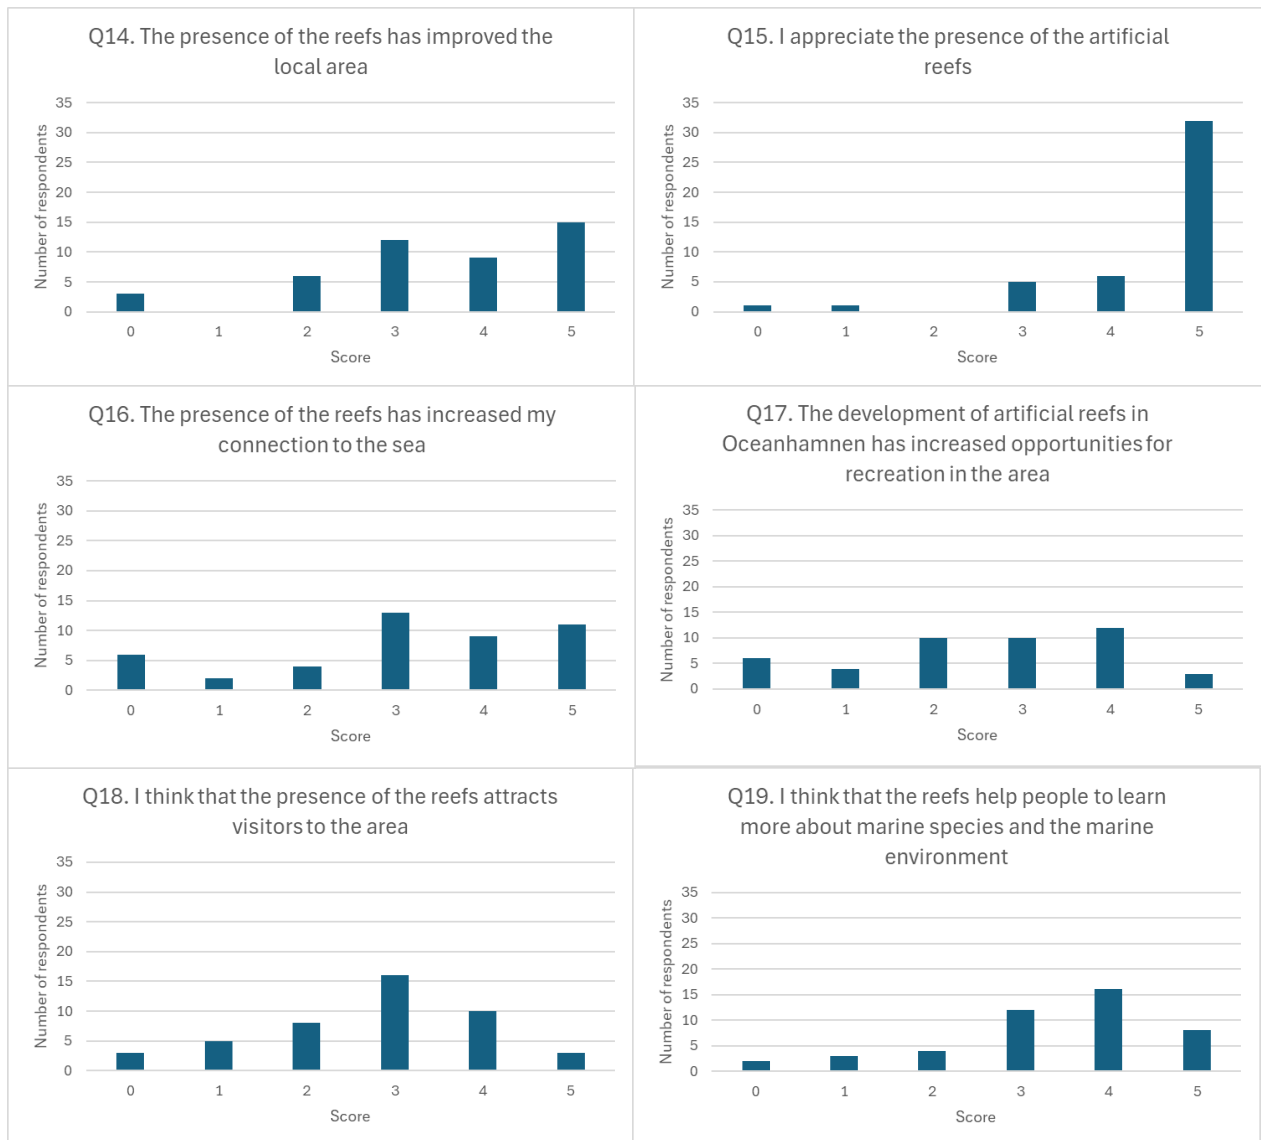 Q14. The presence of the reefs has improved the
local area
35
30
25
20
15
10
5
0
Number of respondents
0 1 2 3 4 5
Score
Q15. I appreciate the presence of the artificial
reefs
35
30
25
20
15
10
5
0
Number of respondents
0 1 2 3 4 5
Score
Q16. The presence of the reefs has increased my
connection to the sea
35
30
25
20
15
10
5
0
Number of respondents
0 1 2 3 4 5
Score
Q17. The development of artificial reefs in
Oceanhamnen has increased opportunities for
recreation in the area
35
30
25
20
15
10
5
0
Number of respondents
0 1 2 3 4 5
Score
Q18. I think that the presence of the reefs attracts
visitors to the area
35
30
25
20
15
10
5
0
Number of respondents
0 1 2 3 4 5
Score
Q19. I think that the reefs help people to learn
more about marine species and the marine
environment
35
30
25
20
15
10
5
0
Number of respondents
0 1 2 3 4 5
Score